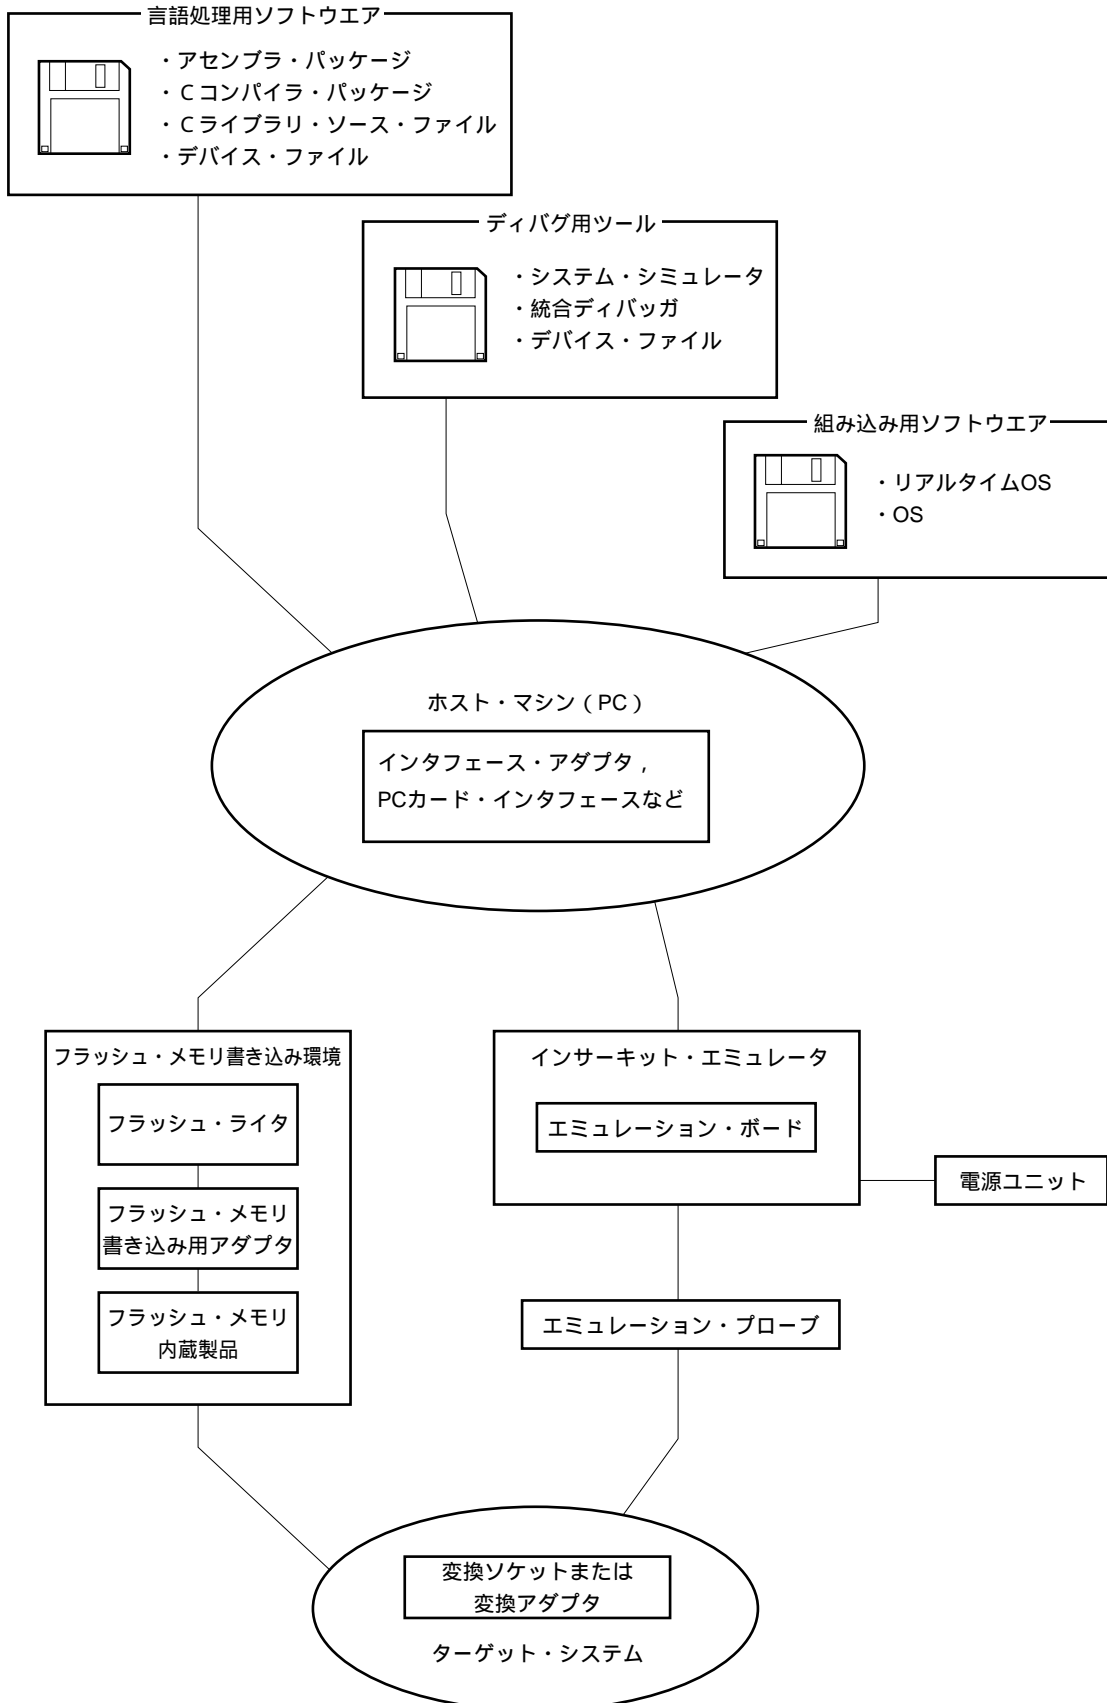 言語処理用ソフトウエア
・アセンブラ・パッケージ
・Cコンパイラ・パッケージ
・Cライブラリ・ソース・ファイル
・デバイス・ファイル
ディバグ用ツール
・システム・シミュレータ
・統合ディバッガ
・デバイス・ファイル
組み込み用ソフトウエア
・リアルタイムOS
・OS
ホスト・マシン（PC）
インタフェース・アダプタ，
PCカード・インタフェースなど
フラッシュ・メモリ書き込み環境
フラッシュ・ライタ
フラッシュ・メモリ
書き込み用アダプタ
フラッシュ・メモリ
内蔵製品
インサーキット・エミュレータ
エミュレーション・ボード
電源ユニット
エミュレーション・プローブ
変換ソケットまたは
変換アダプタ
ターゲット・システム